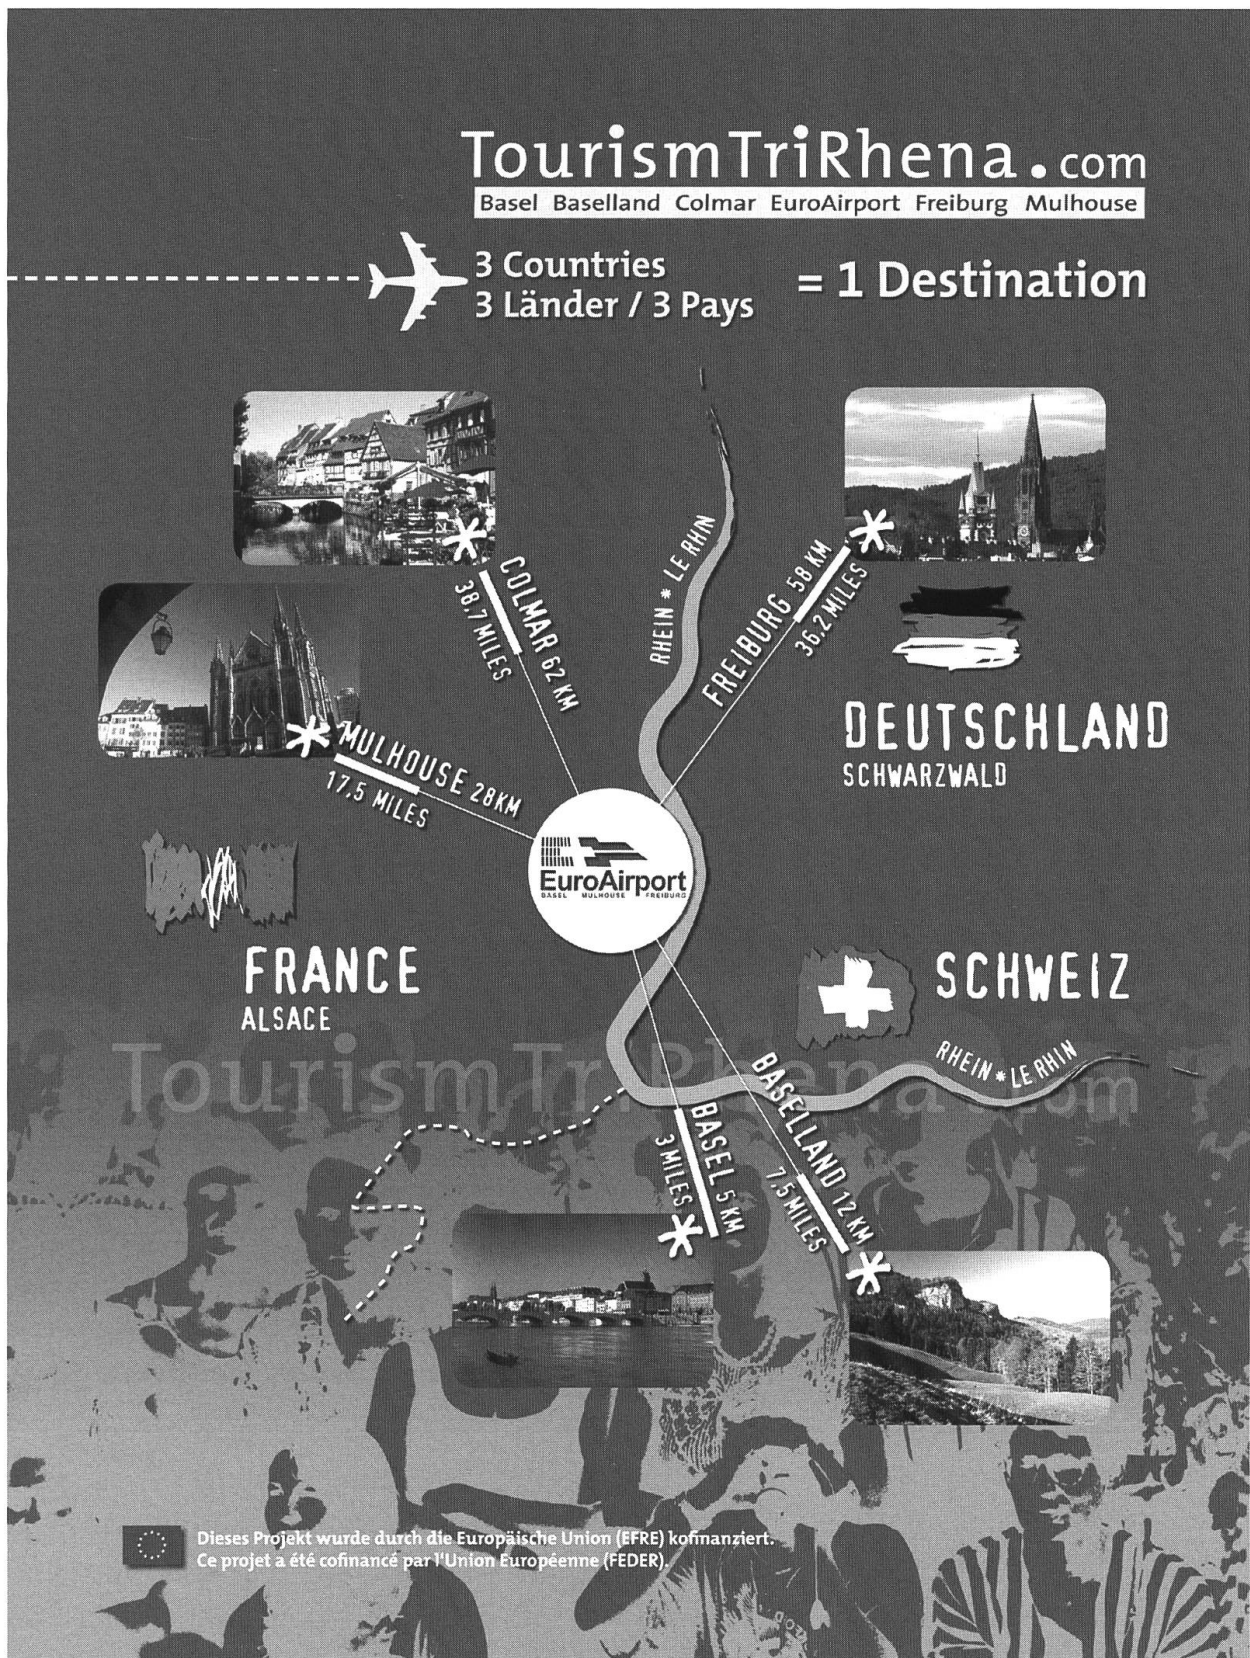 TourismTriRhena.com
Basel Baselland Colmar EuroAirport Freiburg Mulhouse
3 Countries
3 Länder / 3 Pays
= 1 Destination
COLMAR 62 KM
38,7 MILES
RHEIN * LE RHIN
FREIBURG 58 KM
36,2 MILES
MULHOUSE 28KM
17,5 MILES
DEUTSCHLAND
SCHWARZWALD
EuroAirport
BASEL MULHOUSE FREIBURG
FRANCE
ALSACE
SCHWEIZ
RHEIN * LE RHIN
TourismTriRhena.com
BASEL 5 KM
3 MILES
BASELLAND 12 KM
7,5 MILES
Dieses Projekt wurde durch die Europäische Union (EFRE) kofinanziert.
Ce projet a été cofinancé par l'Union Européenne (FEDER).